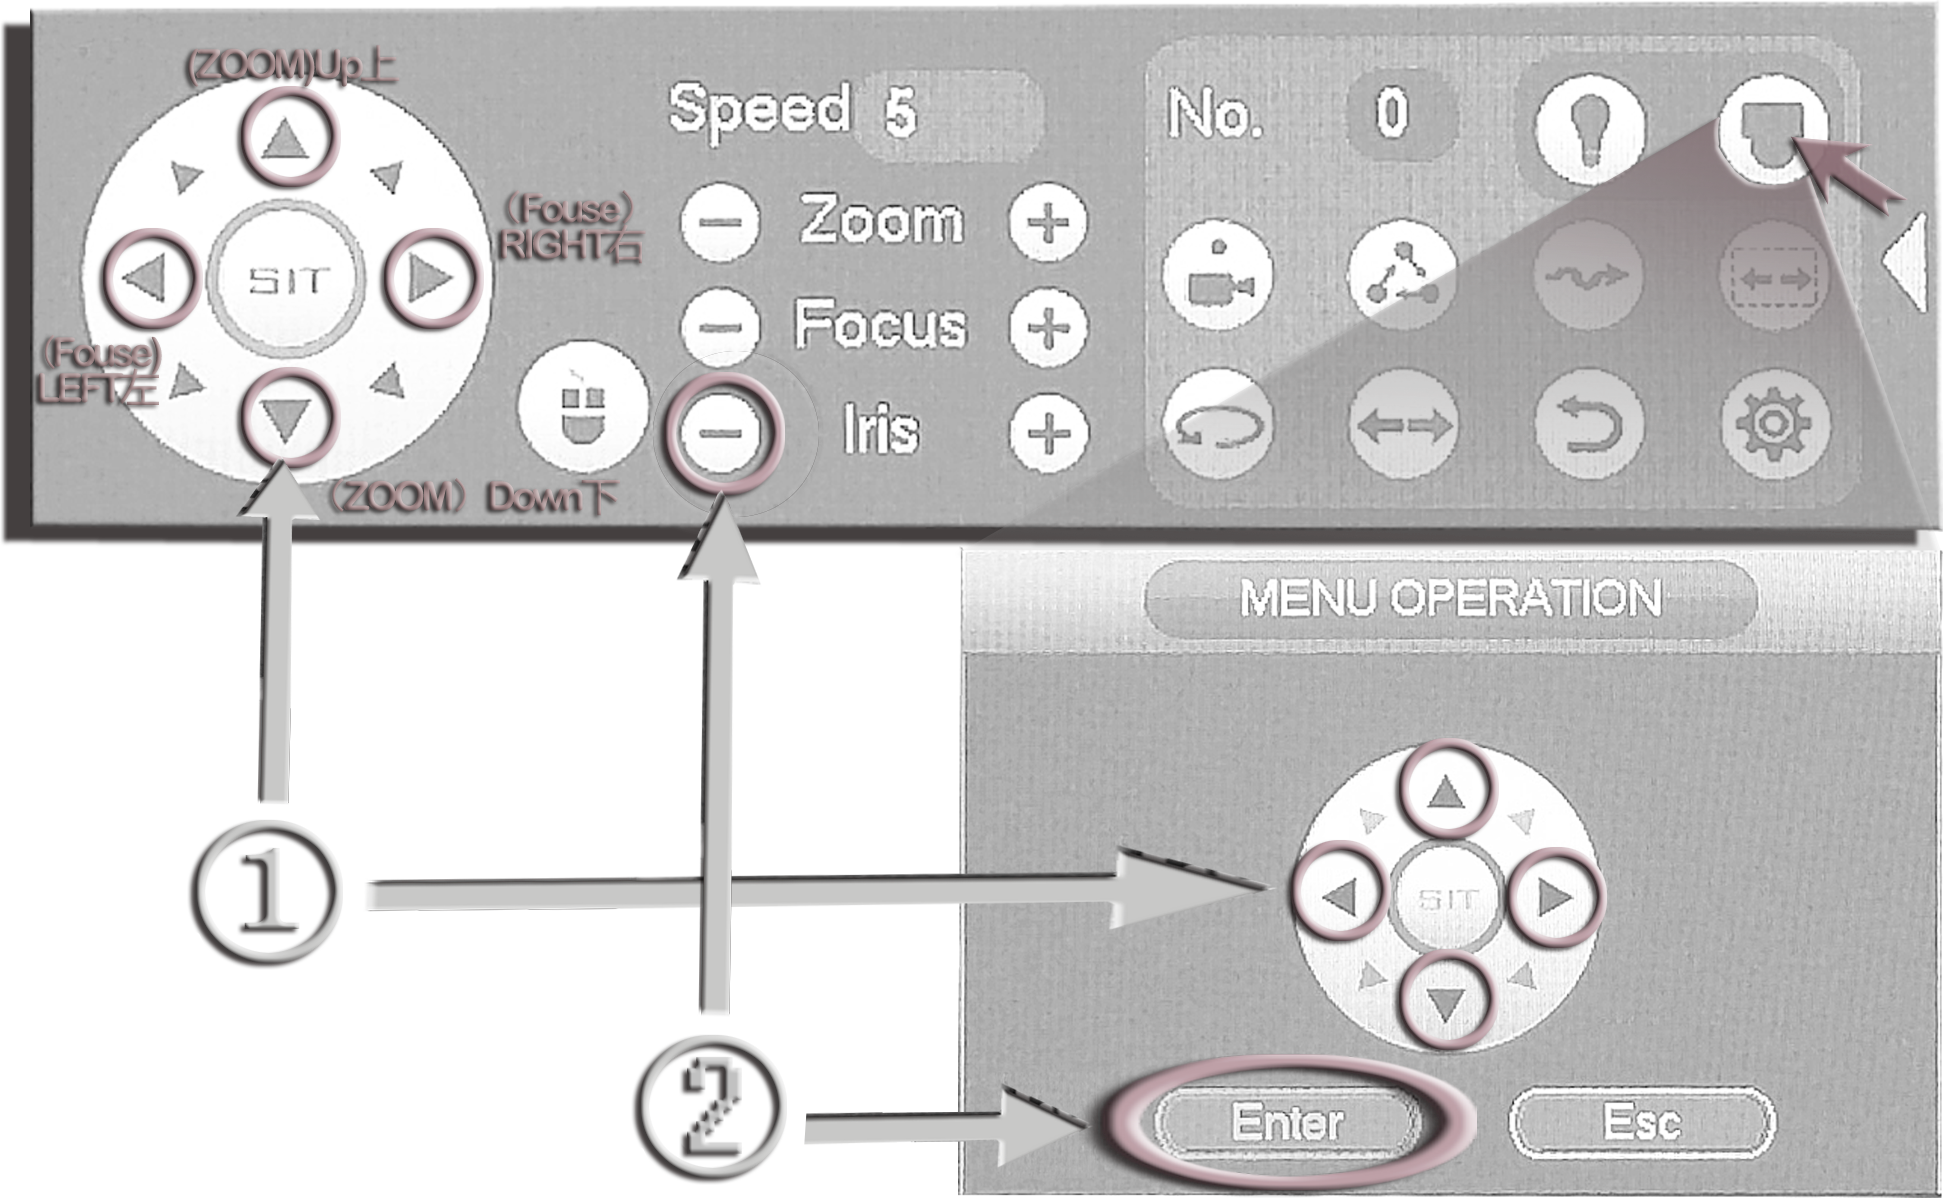 (ZOOM)Up上
Speed 5
No. 0
(Fouse)
RIGHT右
Zoom
SIT
Focus
(Fouse)
LEFT左
Iris
(ZOOM) Down下
MENU OPERATION
1
SIT
2
Enter
Esc